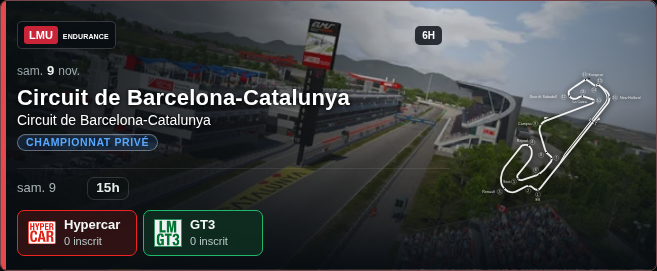 LMU ENDURANCE
6H
sam. 9 nov.
Circuit de Barcelona-Catalunya
Circuit de Barcelona-Catalunya
CHAMPIONNAT PRIVÉ
sam. 9 15h
HYPER CAR Hypercar
0 inscrit
LM GT3 GT3
0 inscrit